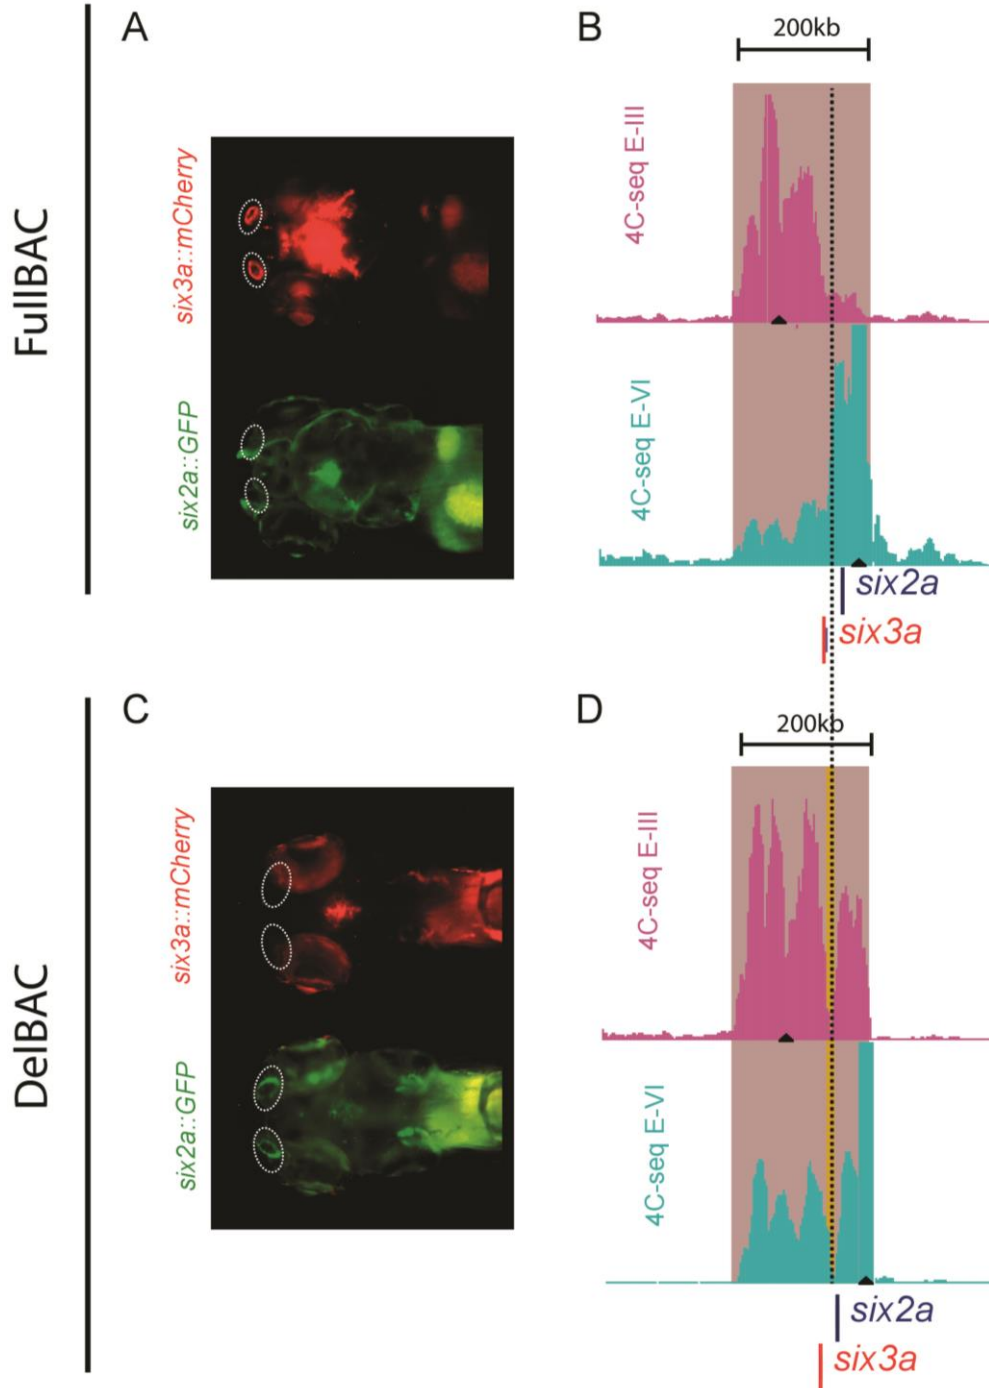 FullBAC
A
six3a::mCherry
six2a::GFP
B
200kb
4C-seq E-III
4C-seq E-VI
six2a
six3a
DelBAC
C
six3a::mCherry
six2a::GFP
D
200kb
4C-seq E-III
4C-seq E-VI
six2a
six3a